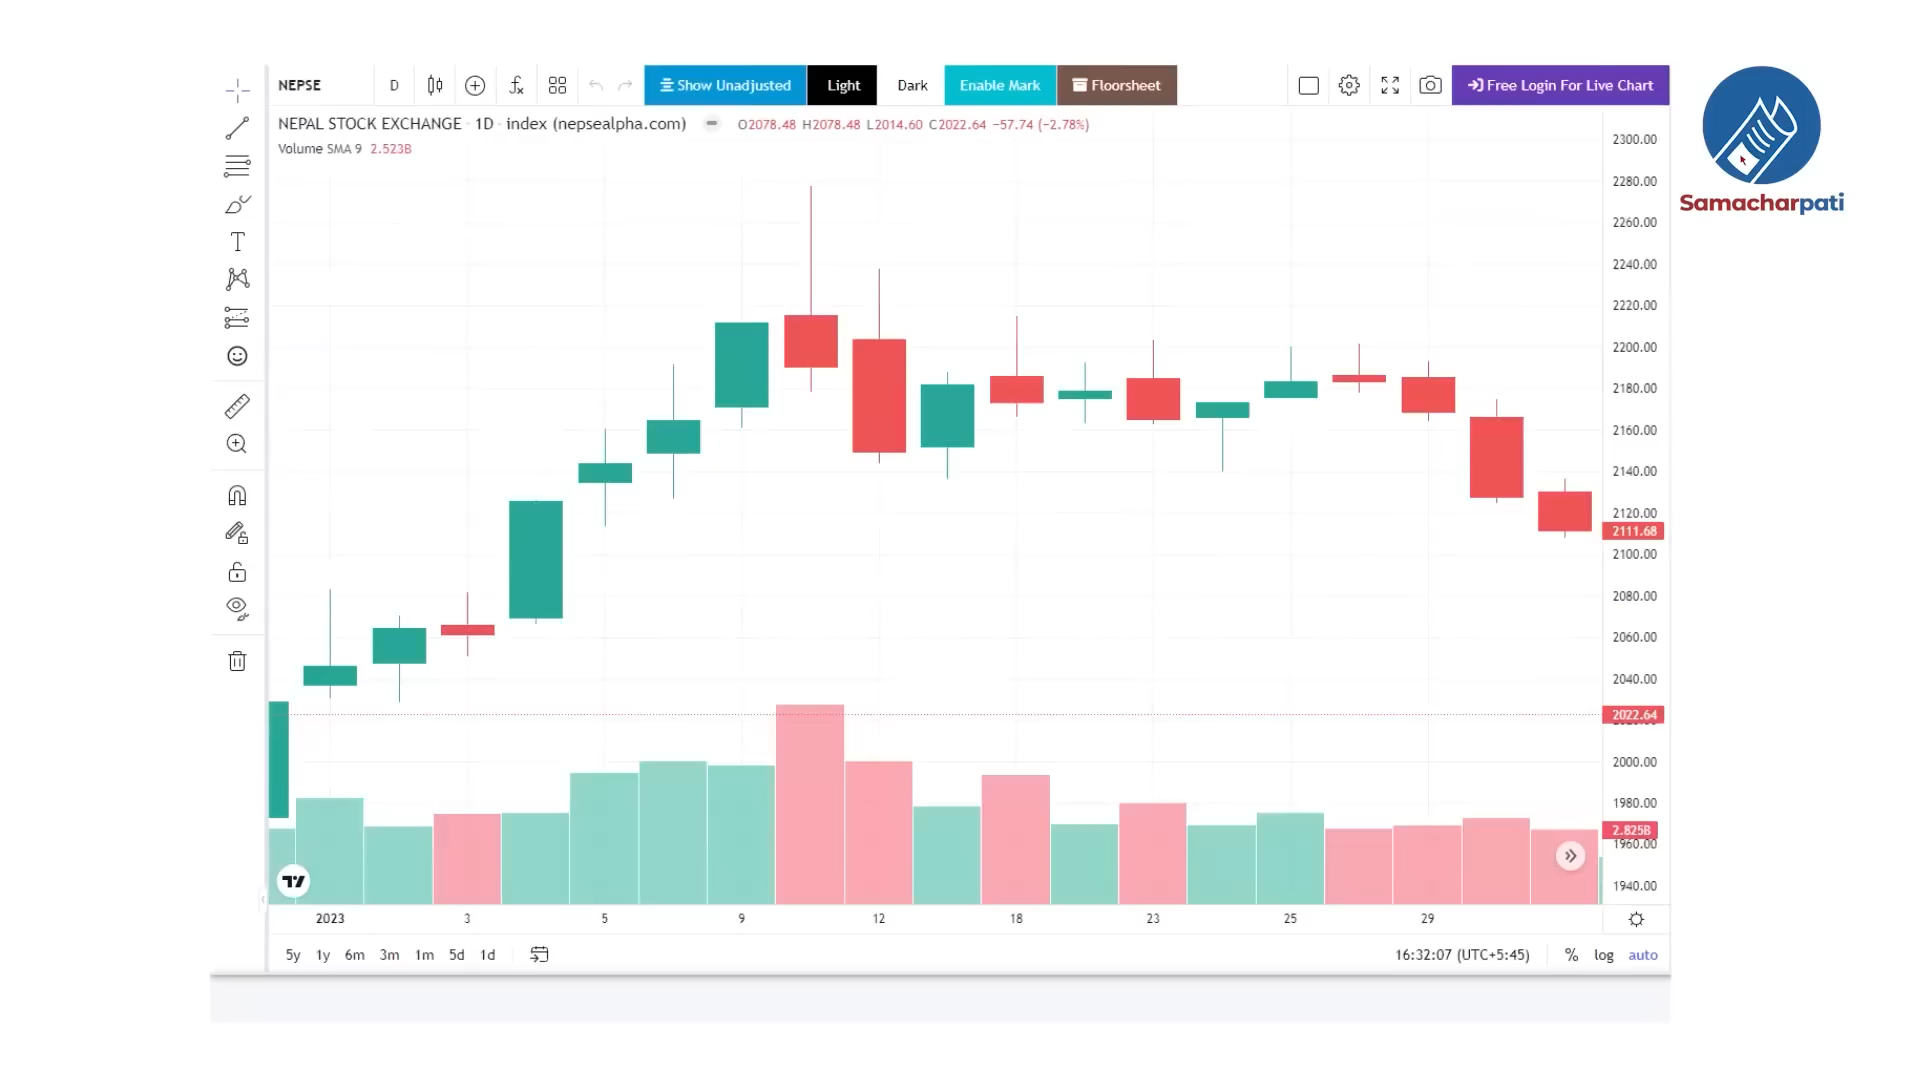 NEPSE D Show Unadjusted Light Dark Enable Mark Floorsheet Free Login For Live Chart
NEPAL STOCK EXCHANGE · 1D · index (nepsealpha.com) O2078.48 H2078.48 L2014.60 C2022.64 −57.74 (−2.78%)
Volume SMA 9 2.523B
Samacharpati
2300.00
2280.00
2260.00
2240.00
2220.00
2200.00
2180.00
2160.00
2140.00
2120.00
2111.68
2100.00
2080.00
2060.00
2040.00
2022.64
2000.00
1980.00
2.825B
1960.00
1940.00
2023 3 5 9 12 18 23 25 29
5y 1y 6m 3m 1m 5d 1d 16:32:07 (UTC+5:45) % log auto